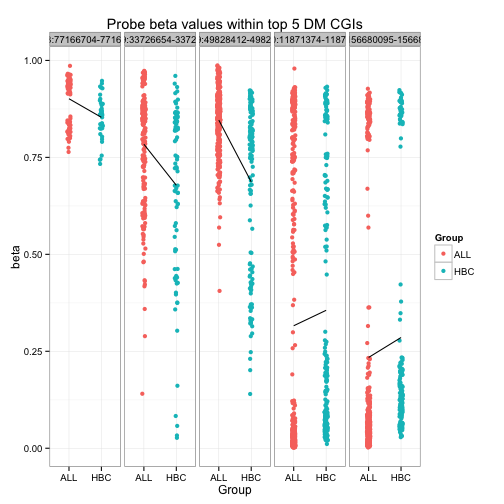 Probe beta values within top 5 DM CGIs
:77166704-7716 :33726654-3372 :49828412-4982 :11871374-1187 56680095-1566
1.00
0.75
0.50
0.25
0.00
beta
ALL HBC ALL HBC ALL HBC ALL HBC ALL HBC
Group
Group
ALL
HBC